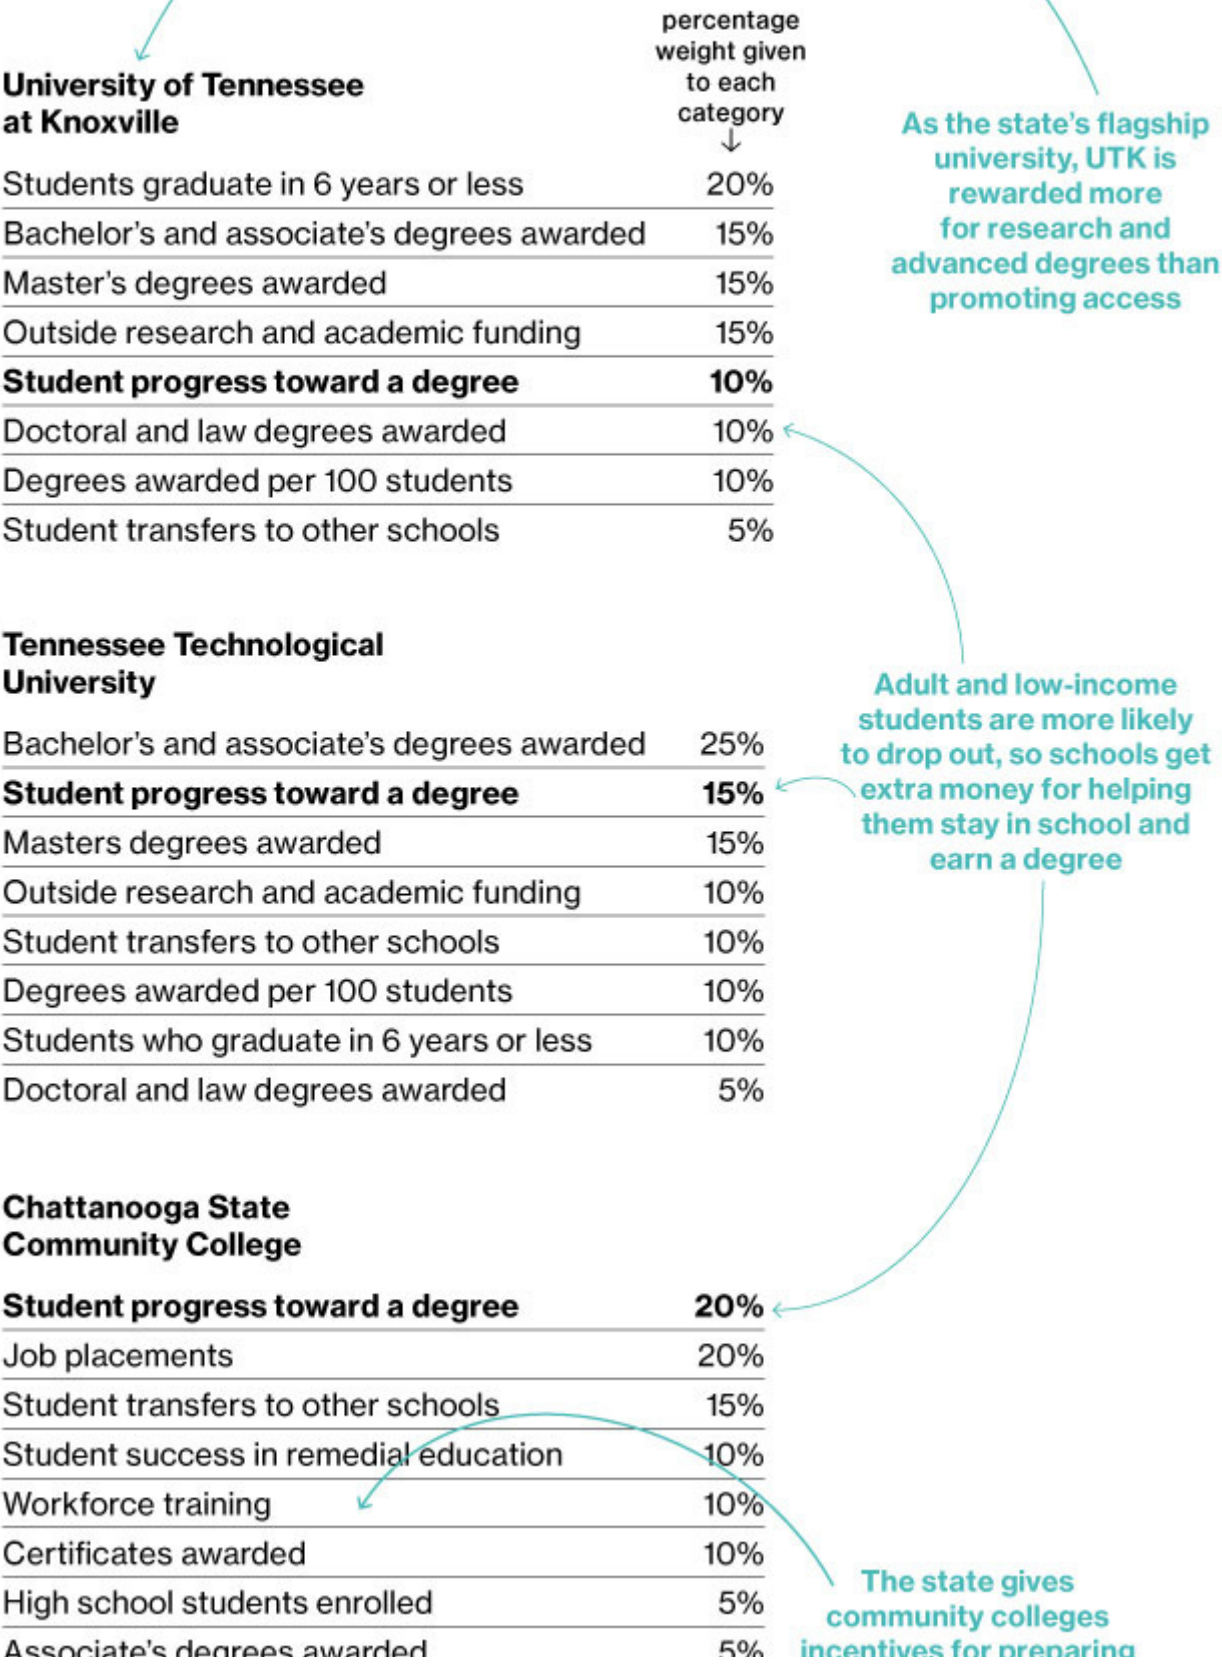 percentage
weight given
to each
category
University of Tennessee
at Knoxville
Students graduate in 6 years or less 20%
Bachelor's and associate's degrees awarded 15%
Master's degrees awarded 15%
Outside research and academic funding 15%
Student progress toward a degree 10%
Doctoral and law degrees awarded 10%
Degrees awarded per 100 students 10%
Student transfers to other schools 5%
As the state's flagship
university, UTK is
rewarded more
for research and
advanced degrees than
promoting access
Tennessee Technological
University
Bachelor's and associate's degrees awarded 25%
Student progress toward a degree 15%
Masters degrees awarded 15%
Outside research and academic funding 10%
Student transfers to other schools 10%
Degrees awarded per 100 students 10%
Students who graduate in 6 years or less 10%
Doctoral and law degrees awarded 5%
Adult and low-income
students are more likely
to drop out, so schools get
extra money for helping
them stay in school and
earn a degree
Chattanooga State
Community College
Student progress toward a degree 20%
Job placements 20%
Student transfers to other schools 15%
Student success in remedial education 10%
Workforce training 10%
Certificates awarded 10%
High school students enrolled 5%
Associate's degrees awarded 5%
The state gives
community colleges
incentives for preparing